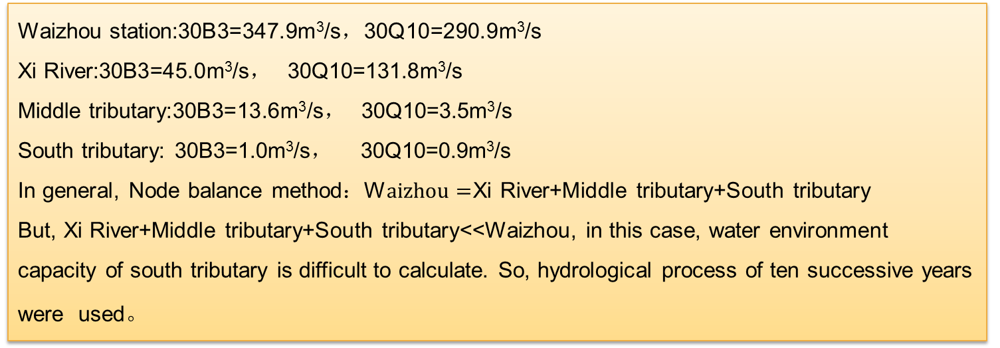 Waizhou station:30B3=347.9m³/s，30Q10=290.9m³/s
Xi River:30B3=45.0m³/s， 30Q10=131.8m³/s
Middle tributary:30B3=13.6m³/s， 30Q10=3.5m³/s
South tributary: 30B3=1.0m³/s， 30Q10=0.9m³/s
In general, Node balance method：Waizhou =Xi River+Middle tributary+South tributary
But, Xi River+Middle tributary+South tributary<<Waizhou, in this case, water environment
capacity of south tributary is difficult to calculate. So, hydrological process of ten successive years
were used。